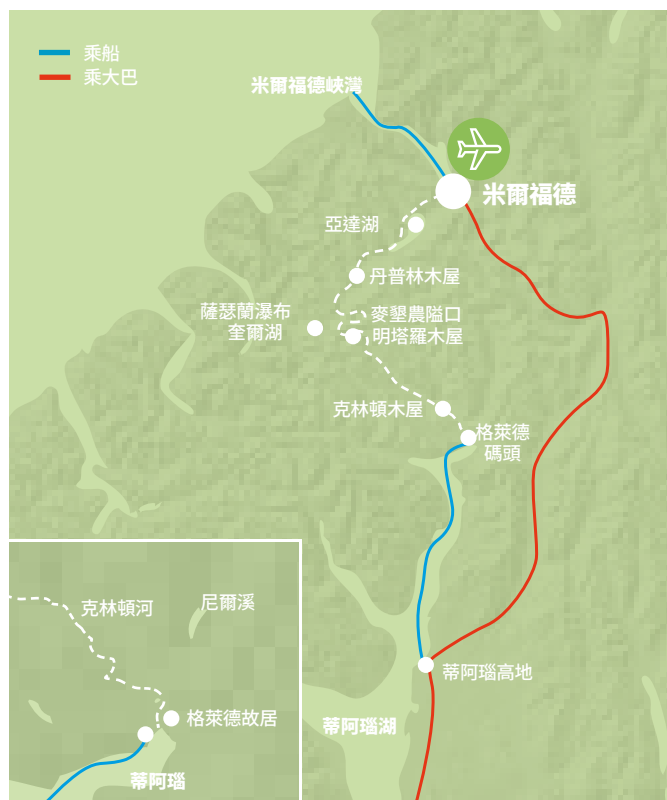 乘船
乘大巴
米爾福德峽灣
米爾福德
亞達湖
丹普林木屋
薩瑟蘭瀑布
奎爾湖
麥墾農隘口
明塔羅木屋
克林頓木屋
格萊德
碼頭
克林頓河
尼爾溪
蒂阿瑙高地
格萊德故居
蒂阿瑙湖
蒂阿瑙